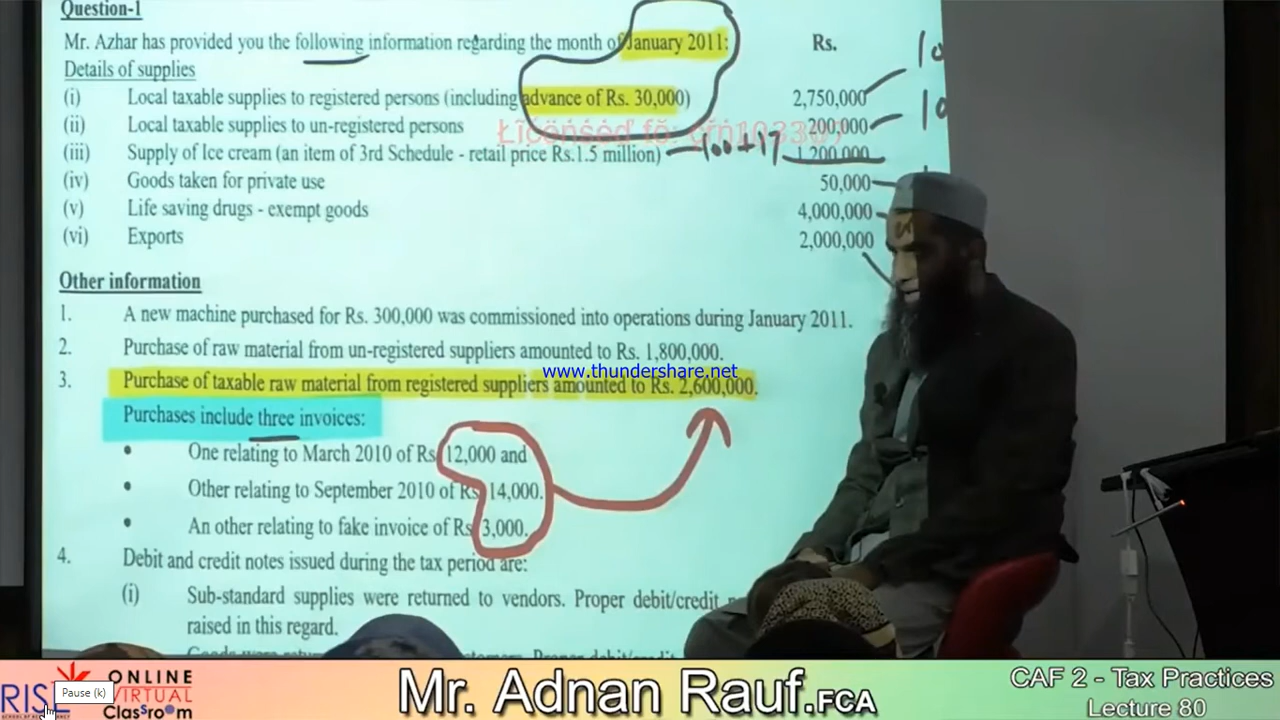 Question-1
Mr. Azhar has provided you the following information regarding the month of January 2011: Rs.
Details of supplies
(i) Local taxable supplies to registered persons (including advance of Rs. 30,000) 2,750,000
(ii) Local taxable supplies to un-registered persons 200,000
(iii) Supply of Ice cream (an item of 3rd Schedule - retail price Rs.1.5 million) 100+17 1,200,000
(iv) Goods taken for private use 50,000
(v) Life saving drugs - exempt goods 4,000,000
(vi) Exports 2,000,000
Other information
1. A new machine purchased for Rs. 300,000 was commissioned into operations during January 2011.
2. Purchase of raw material from un-registered suppliers amounted to Rs. 1,800,000.
www.thundershare.net
3. Purchase of taxable raw material from registered suppliers amounted to Rs. 2,600,000.
Purchases include three invoices:
• One relating to March 2010 of Rs 12,000 and
• Other relating to September 2010 of Rs 14,000.
• An other relating to fake invoice of Rs 3,000.
4. Debit and credit notes issued during the tax period are:
(i) Sub-standard supplies were returned to vendors. Proper debit/credit
raised in this regard.
RISE
Pause (k)
ONLINE
VIRTUAL
Classroom
Mr. Adnan Rauf.FCA
CAF 2 - Tax Practices
Lecture 80